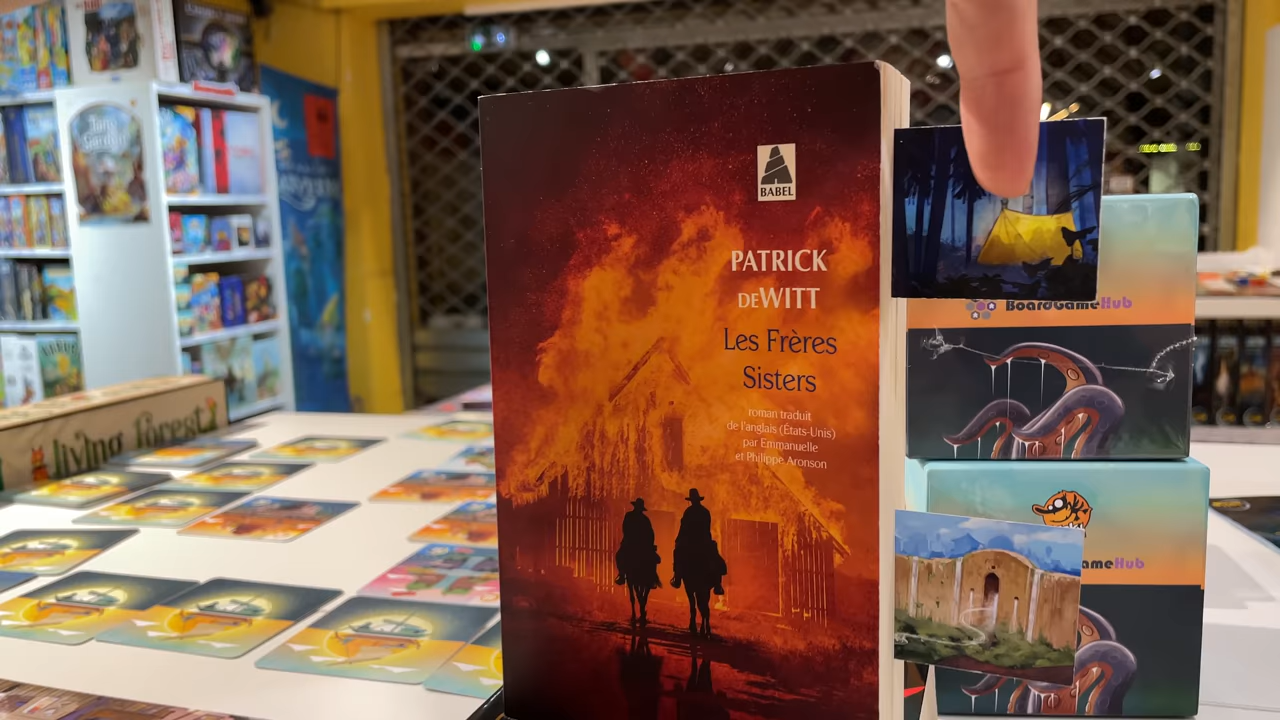 BABEL
PATRICK
DEWITT
Les Frères
Sisters
roman traduit
de l'anglais (États-Unis)
par Emmanuelle
et Philippe Aronson
BoardGameHub
ameHub
living forest